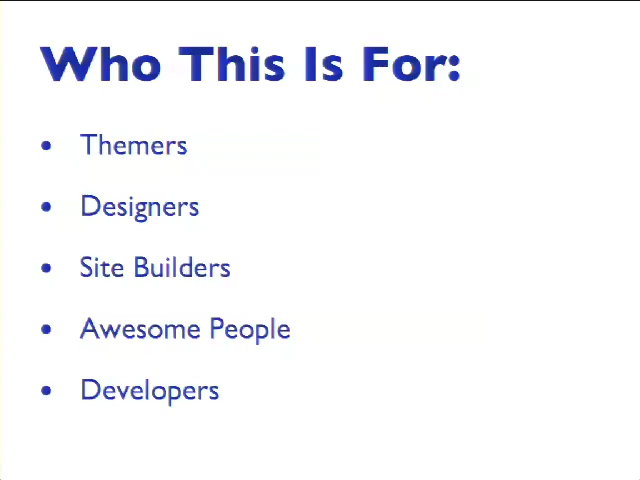 Who This Is For:
• Themers
• Designers
• Site Builders
• Awesome People
• Developers